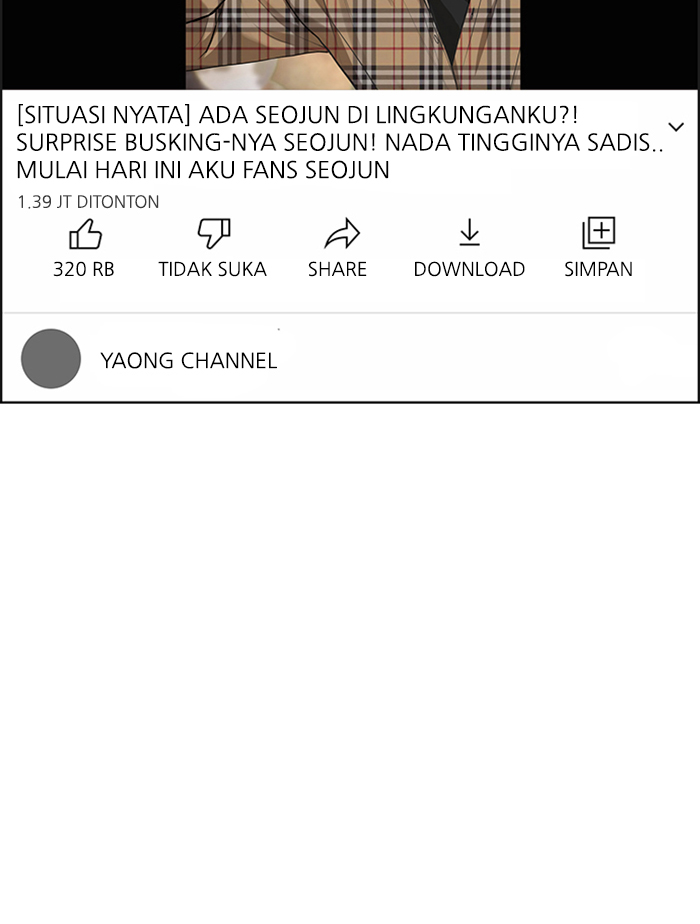 [SITUASI NYATA] ADA SEOJUN DI LINGKUNGANKU?!
SURPRISE BUSKING-NYA SEOJUN! NADA TINGGINYA SADIS..
MULAI HARI INI AKU FANS SEOJUN
1.39 JT DITONTON
320 RB TIDAK SUKA SHARE DOWNLOAD SIMPAN
YAONG CHANNEL